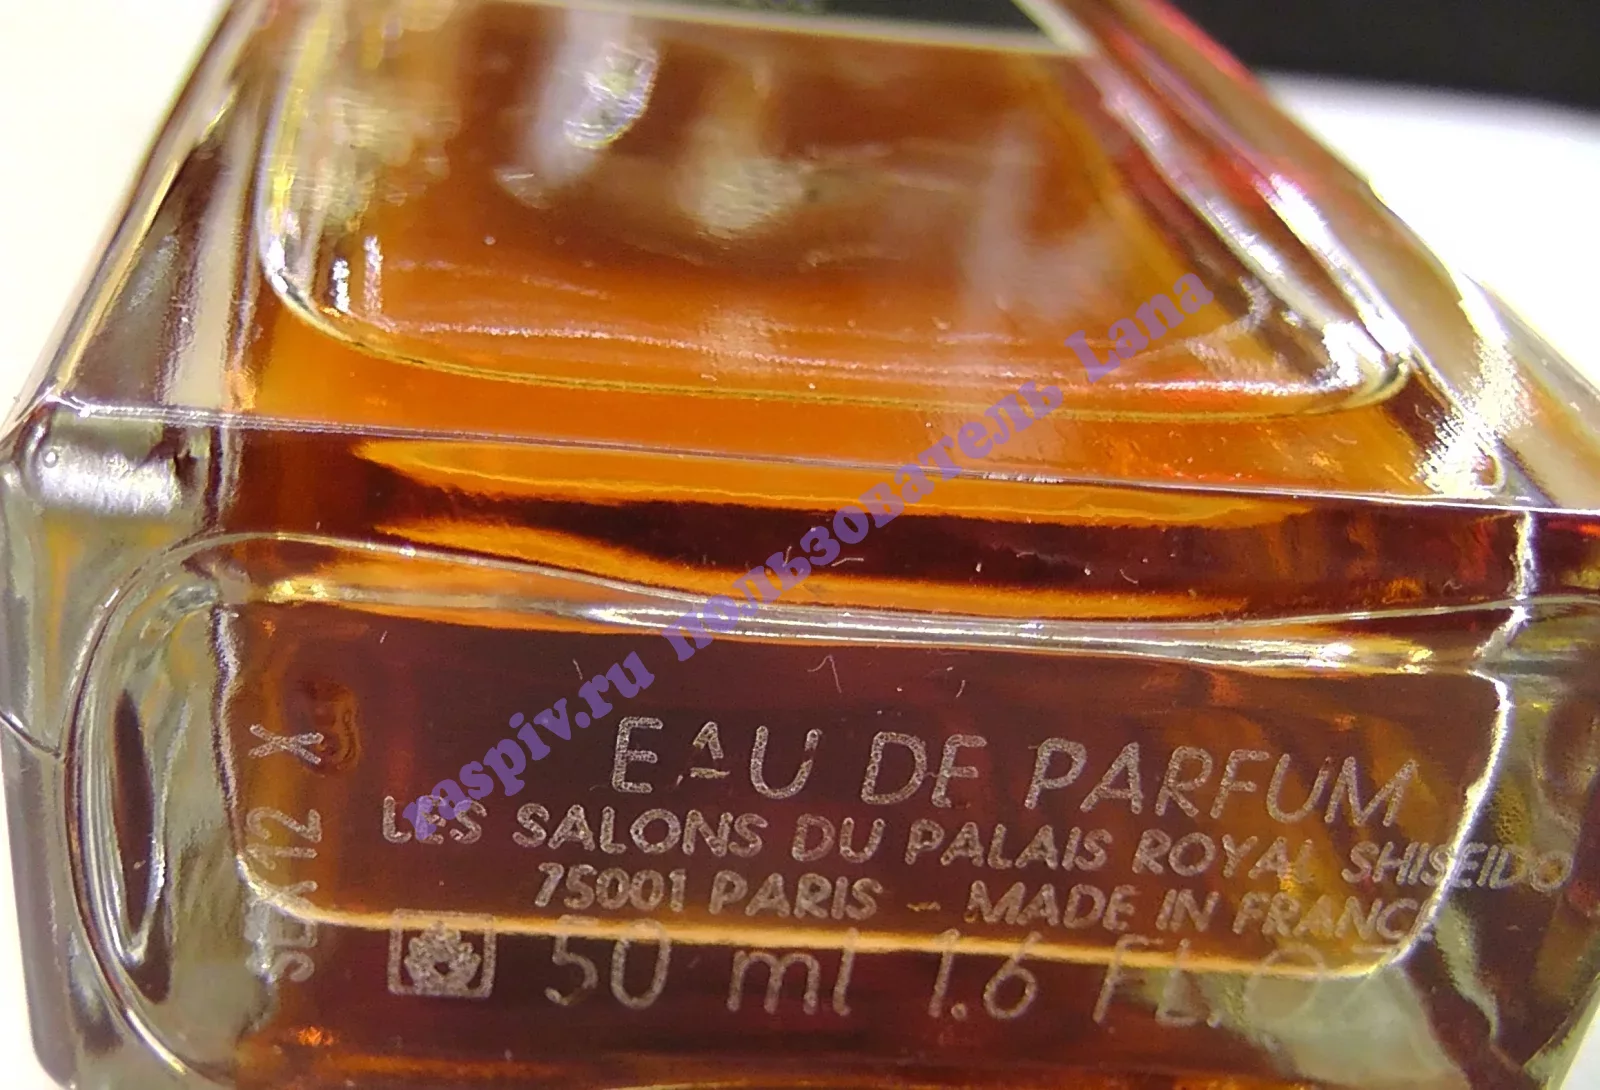 EAU DE PARFUM
LES SALONS DU PALAIS ROYAL SHISEIDO
75001 PARIS - MADE IN FRANCE
50 ml 1.6 FL.OZ
raspiv.ru пользователь Lana